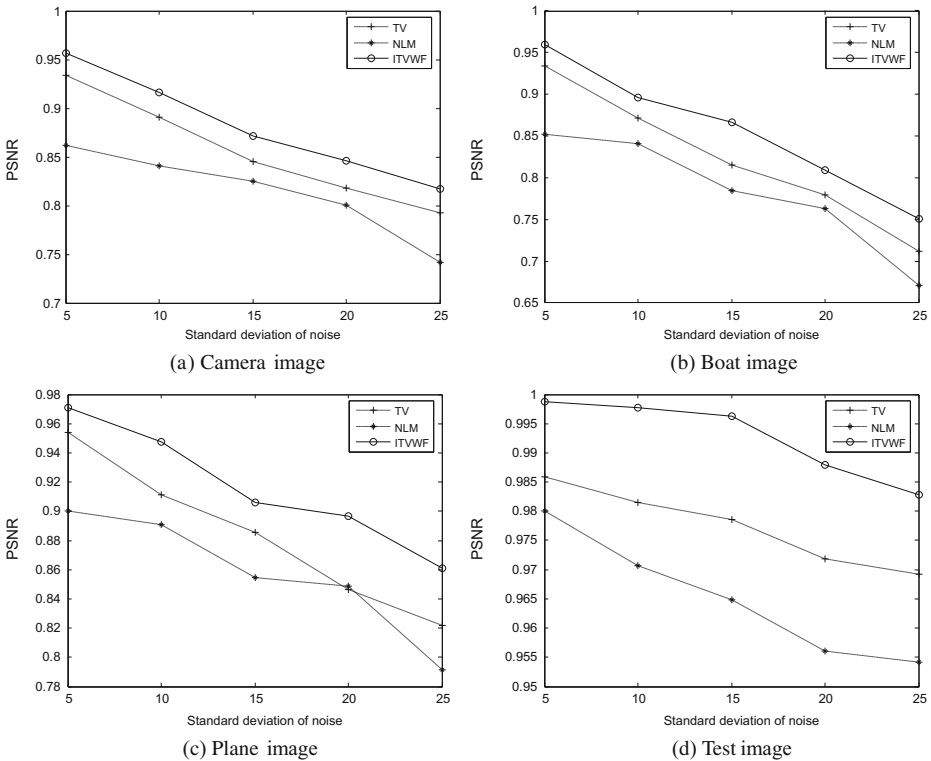 1
0.95
0.9
0.85
0.8
0.75
0.7
PSNR
5 10 15 20 25
Standard deviation of noise
TV
NLM
ITVWF
(a) Camera image
1
0.95
0.9
0.85
0.8
0.75
0.7
0.65
PSNR
5 10 15 20 25
Standard deviation of noise
TV
NLM
ITVWF
(b) Boat image
0.98
0.96
0.94
0.92
0.9
0.88
0.86
0.84
0.82
0.8
0.78
PSNR
5 10 15 20 25
Standard deviation of noise
TV
NLM
ITVWF
(c) Plane image
1
0.995
0.99
0.985
0.98
0.975
0.97
0.965
0.96
0.955
0.95
PSNR
5 10 15 20 25
Standard deviation of noise
TV
NLM
ITVWF
(d) Test image